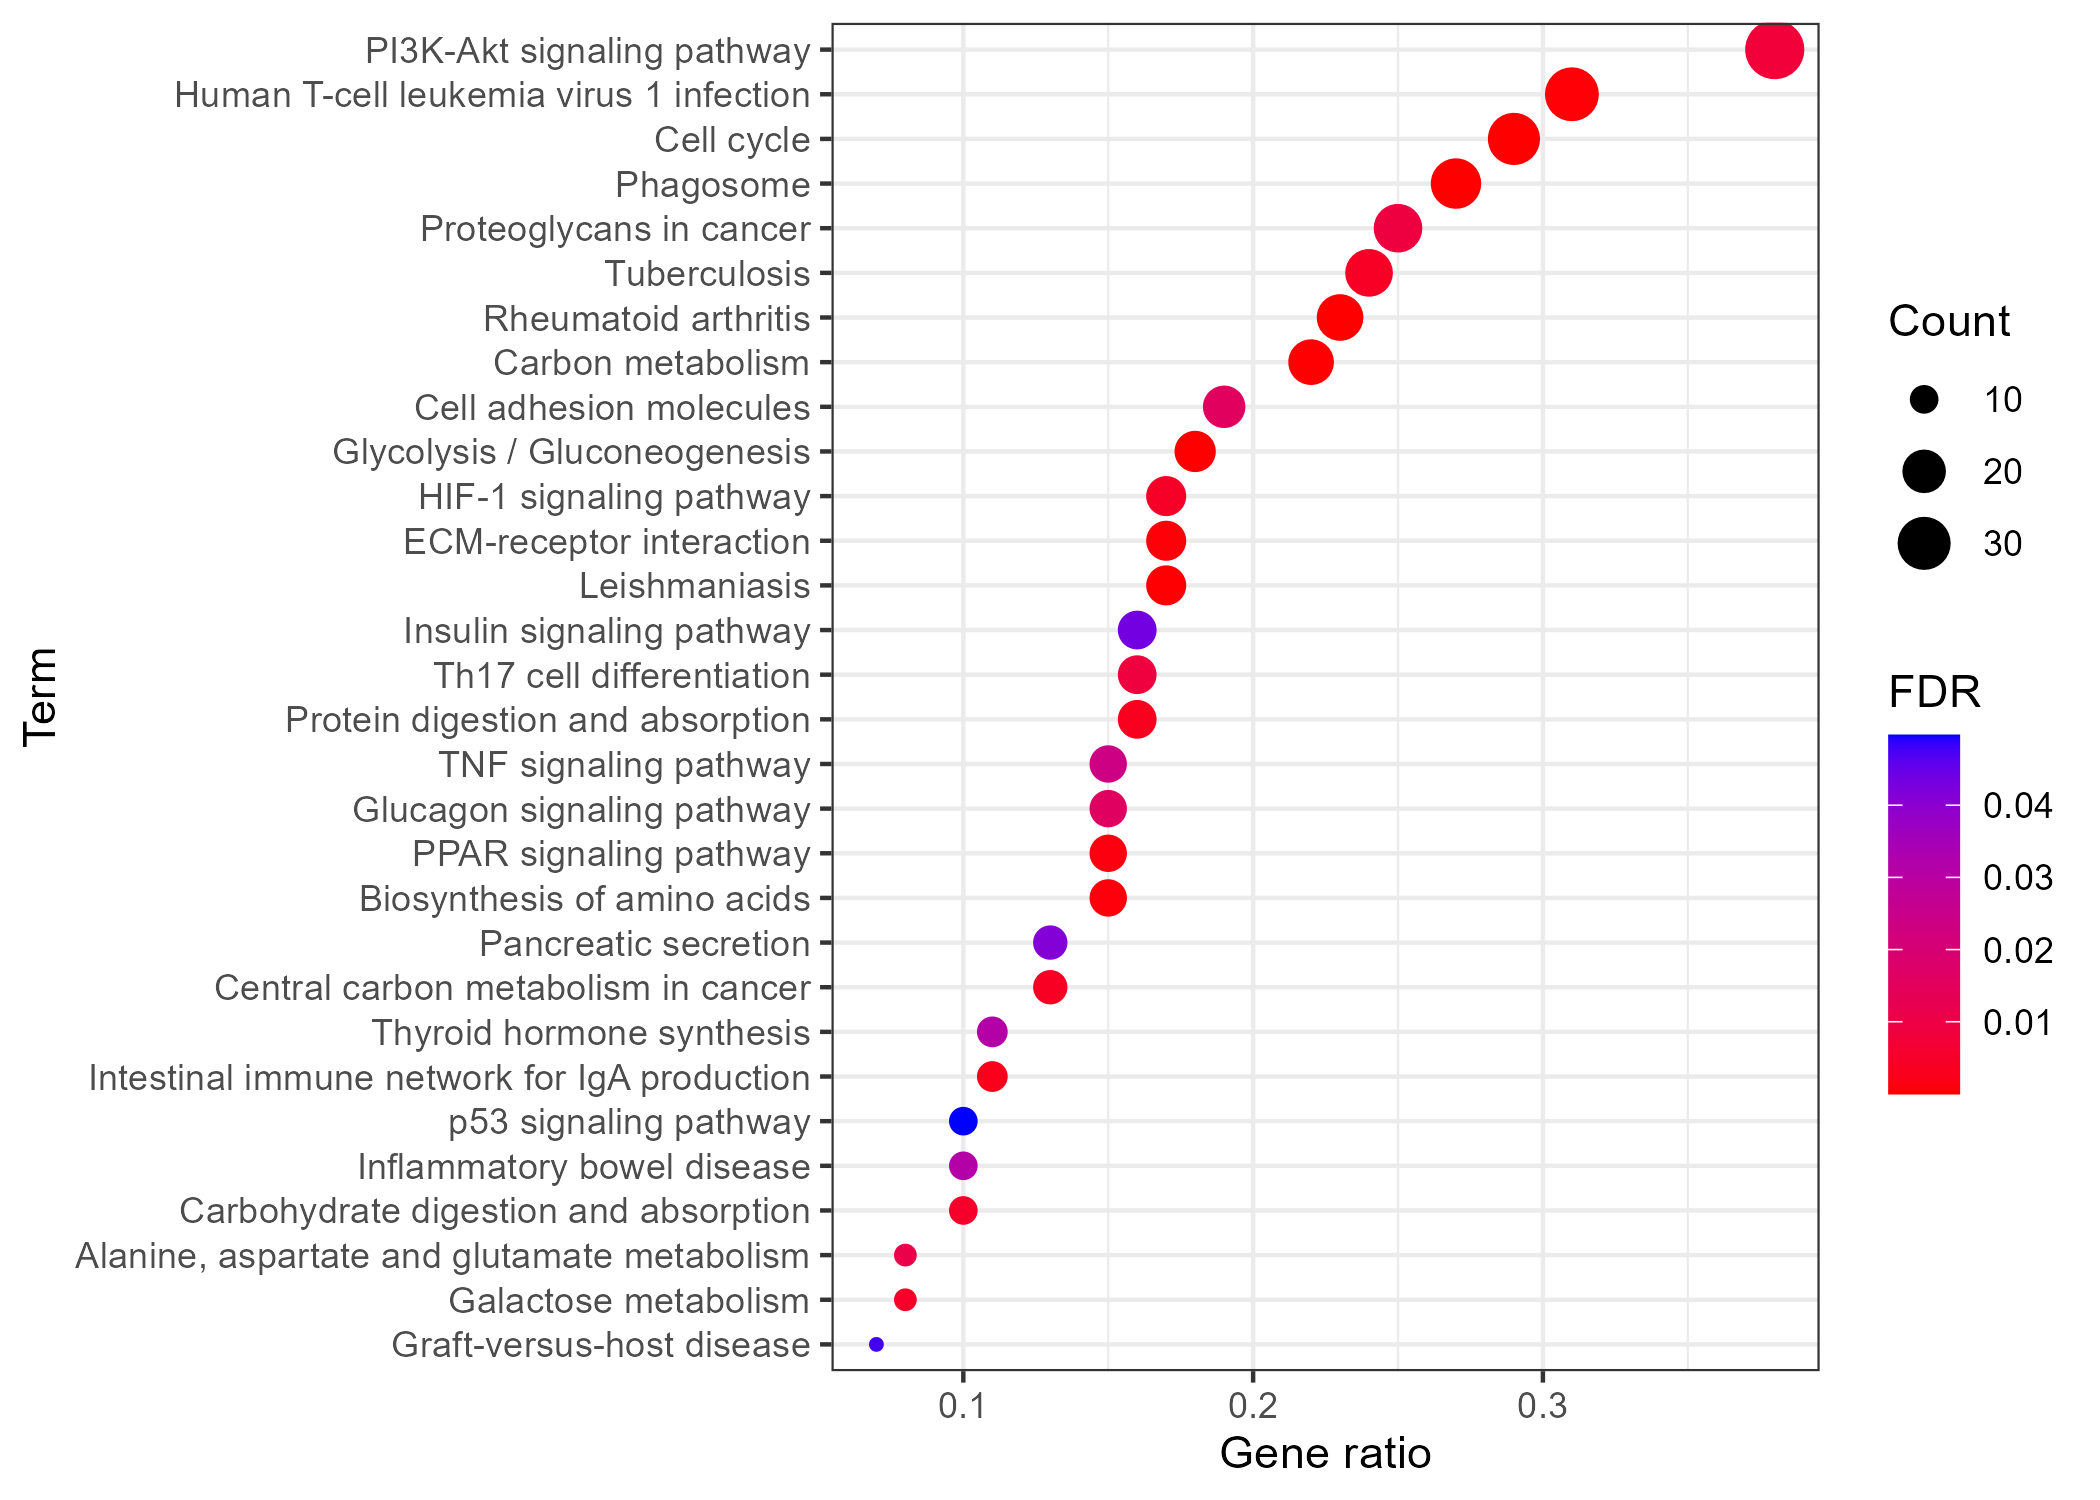 PI3K-Akt signaling pathway
Human T-cell leukemia virus 1 infection
Cell cycle
Phagosome
Proteoglycans in cancer
Tuberculosis
Rheumatoid arthritis
Carbon metabolism
Cell adhesion molecules
Glycolysis / Gluconeogenesis
HIF-1 signaling pathway
ECM-receptor interaction
Leishmaniasis
Insulin signaling pathway
Th17 cell differentiation
Protein digestion and absorption
TNF signaling pathway
Glucagon signaling pathway
PPAR signaling pathway
Biosynthesis of amino acids
Pancreatic secretion
Central carbon metabolism in cancer
Thyroid hormone synthesis
Intestinal immune network for IgA production
p53 signaling pathway
Inflammatory bowel disease
Carbohydrate digestion and absorption
Alanine, aspartate and glutamate metabolism
Galactose metabolism
Graft-versus-host disease
Term
0.1
0.2
0.3
Gene ratio
Count
10
20
30
FDR
0.04
0.03
0.02
0.01